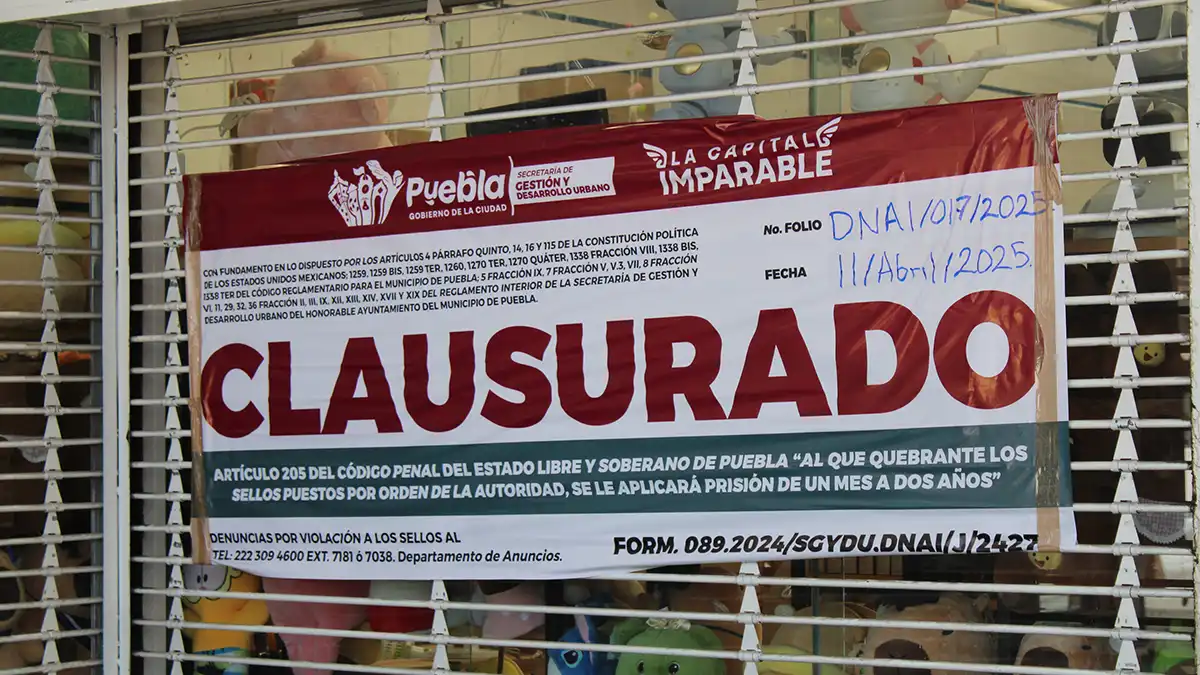 Puebla
GOBIERNO DE LA CIUDAD
SECRETARÍA DE
GESTIÓN Y
DESARROLLO URBANO
LA CAPITAL
IMPARABLE
CON FUNDAMENTO EN LO DISPUESTO POR LOS ARTÍCULOS 4 PÁRRAFO QUINTO, 14, 16 Y 115 DE LA CONSTITUCIÓN POLÍTICA
DE LOS ESTADOS UNIDOS MEXICANOS; 1259, 1259 BIS, 1259 TER, 1260, 1270 TER, 1270 QUÁTER, 1338 FRACCIÓN VIII, 1338 BIS,
1338 TER DEL CÓDIGO REGLAMENTARIO PARA EL MUNICIPIO DE PUEBLA; 5 FRACCIÓN IX, 7 FRACCIÓN V, V.3, VII, 8 FRACCIÓN
VI, 11, 29, 32, 36 FRACCIÓN II, III, IX, XII, XIII, XIV, XVII Y XIX DEL REGLAMENTO INTERIOR DE LA SECRETARÍA DE GESTIÓN Y
DESARROLLO URBANO DEL HONORABLE AYUNTAMIENTO DEL MUNICIPIO DE PUEBLA.
No. FOLIO DNAI/017/2025
FECHA 11/Abril/2025.
CLAUSURADO
ARTÍCULO 205 DEL CÓDIGO PENAL DEL ESTADO LIBRE Y SOBERANO DE PUEBLA “AL QUE QUEBRANTE LOS
SELLOS PUESTOS POR ORDEN DE LA AUTORIDAD, SE LE APLICARÁ PRISIÓN DE UN MES A DOS AÑOS”
DENUNCIAS POR VIOLACIÓN A LOS SELLOS AL
TEL: 222 309 4600 EXT. 7181 ó 7038. Departamento de Anuncios.
FORM. 089.2024/SGYDU.DNAI/J/2427